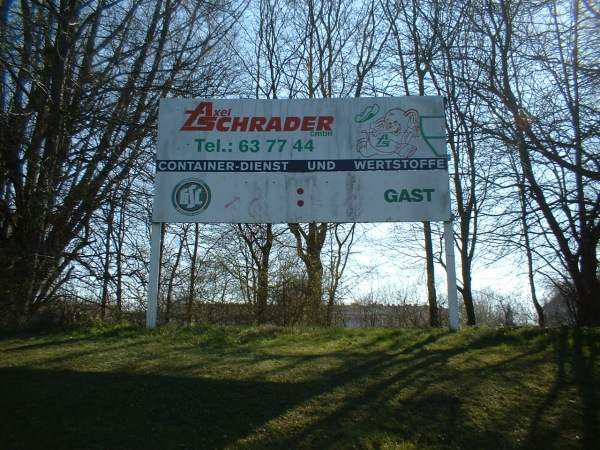 Axel
SCHRADER
GmbH
Tel.: 63 77 44
CONTAINER-DIENST UND WERTSTOFFE
: GAST